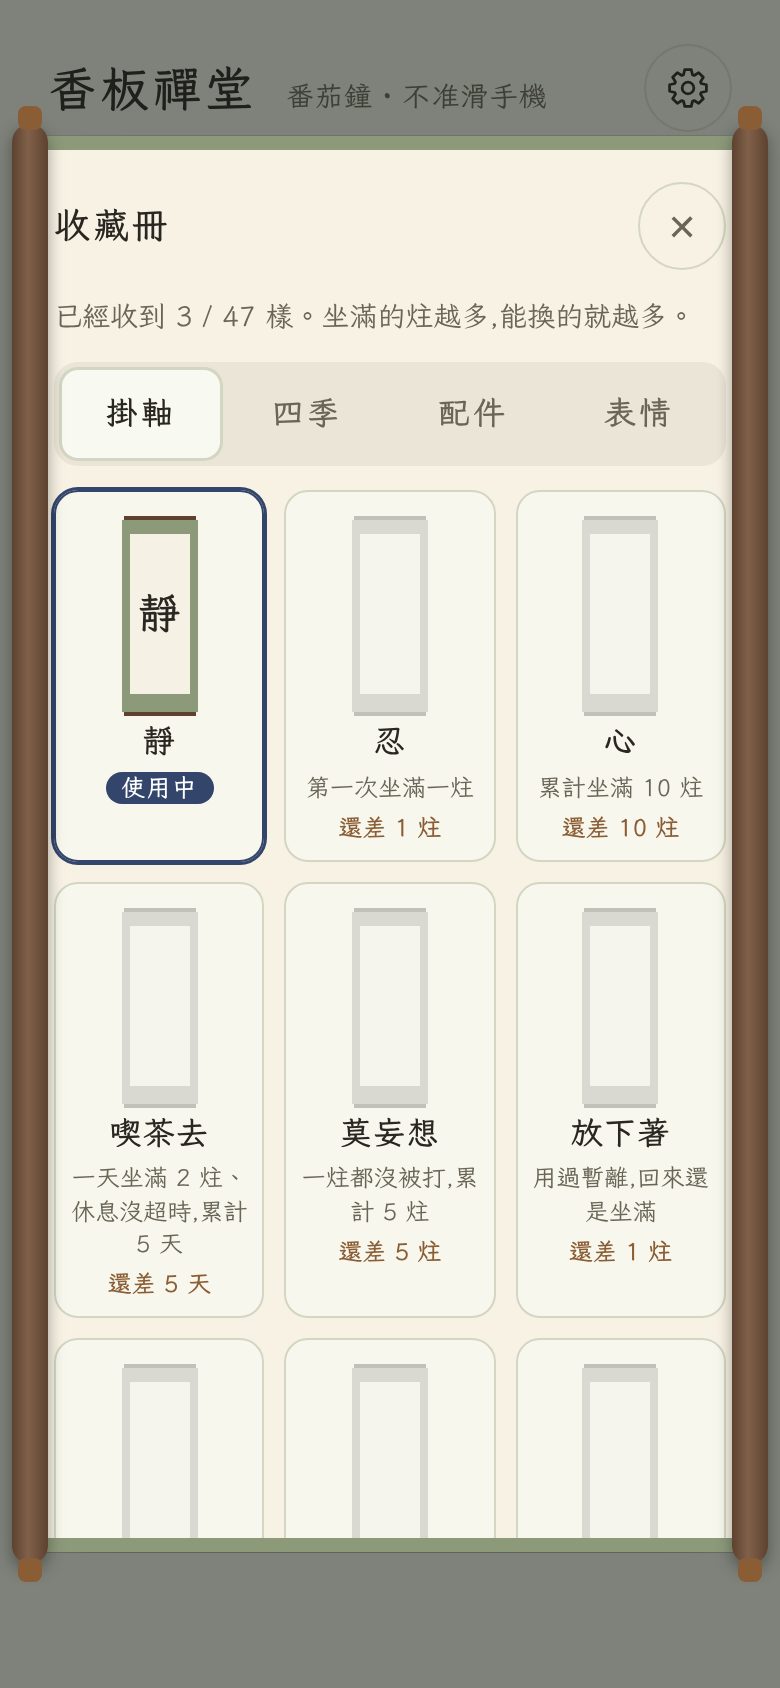 香板禪堂 番茄鐘・不准滑手機
收藏冊
已經收到 3 / 47 樣。坐滿的炷越多,能換的就越多。
掛軸 四季 配件 表情
靜
靜 忍 心
使用中 第一次坐滿一炷 累計坐滿 10 炷
還差 1 炷 還差 10 炷
喫茶去 莫妄想 放下著
一天坐滿 2 炷、 一炷都沒被打,累 用過暫離,回來還
休息沒超時,累計 計 5 炷 是坐滿
5 天 還差 5 炷 還差 1 炷
還差 5 天